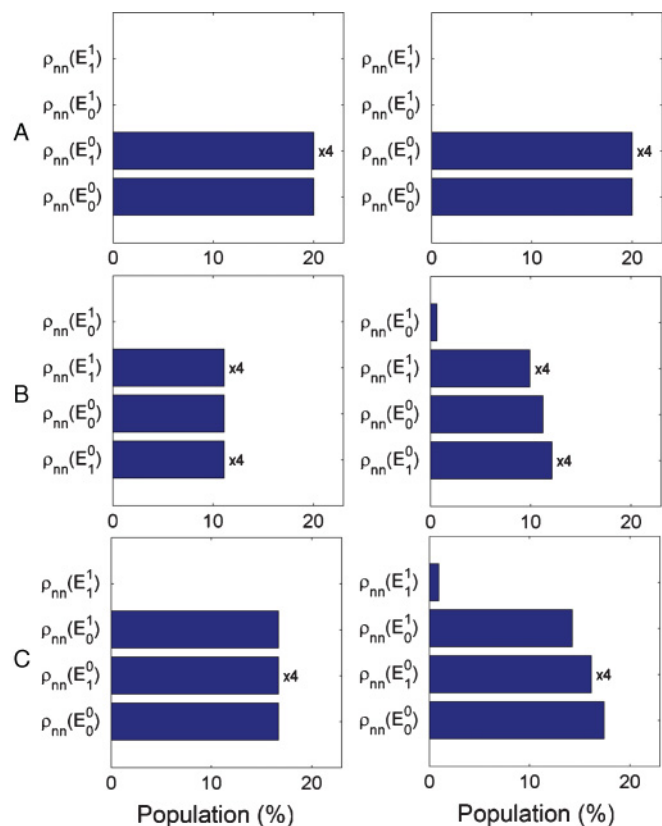 A
ρnn(E₁¹)
ρnn(E₀¹)
ρnn(E₁⁰) x4
ρnn(E₀⁰)
0 10 20
ρnn(E₁¹)
ρnn(E₀¹)
ρnn(E₁⁰) x4
ρnn(E₀⁰)
0 10 20
B
ρnn(E₀¹)
ρnn(E₁¹) x4
ρnn(E₀⁰)
ρnn(E₁⁰) x4
0 10 20
ρnn(E₀¹)
ρnn(E₁¹) x4
ρnn(E₀⁰)
ρnn(E₁⁰) x4
0 10 20
C
ρnn(E₁¹)
ρnn(E₀¹)
ρnn(E₁⁰) x4
ρnn(E₀⁰)
0 10 20
Population (%)
ρnn(E₁¹)
ρnn(E₀¹)
ρnn(E₁⁰) x4
ρnn(E₀⁰)
0 10 20
Population (%)